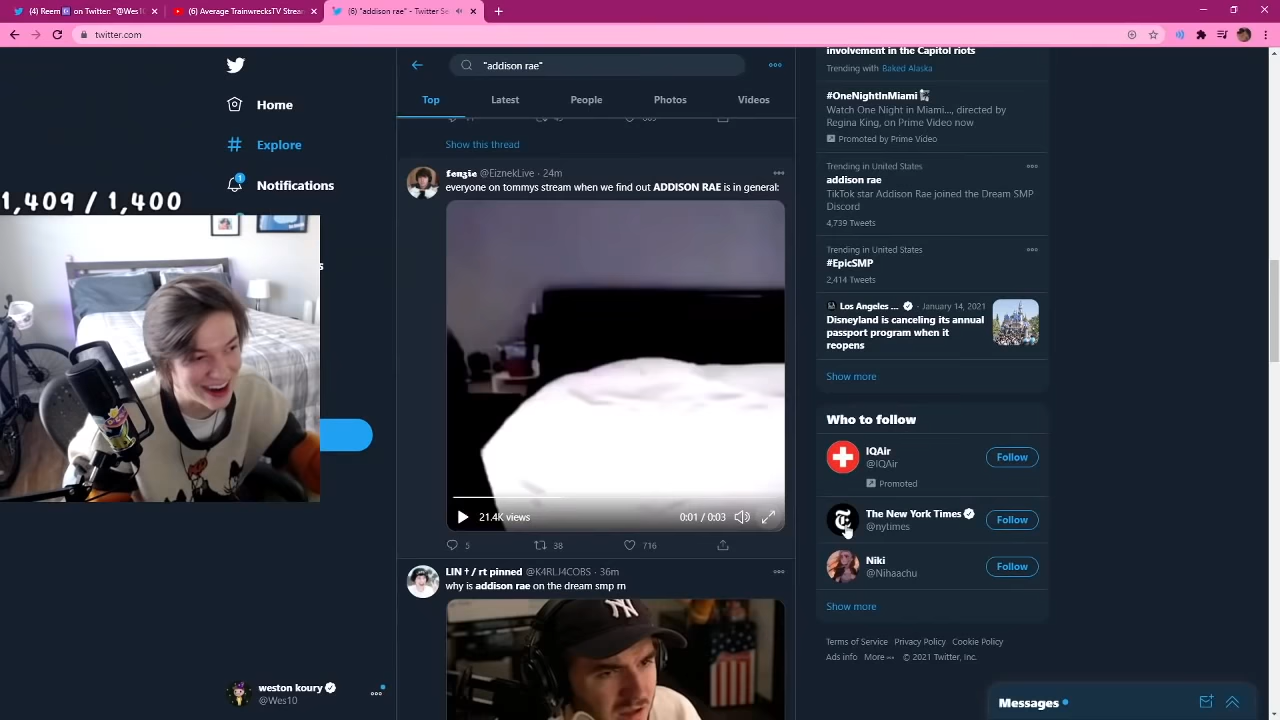 (4) Reem on Twitter: "@Wes1
(6) Average TrainwrecksTV Stream
(6) "addison rae" - Twitter Se
twitter.com
Home
Explore
1
Notifications
s
1,409 / 1,400
weston koury
@Wes10
"addison rae"
Top
Latest
People
Photos
Videos
Show this thread
fenzie @EiznekLive · 24m
everyone on tommys stream when we find out ADDISON RAE is in general:
21.4K views
0:01 / 0:03
5
38
716
LIN † / rt pinned @K4RLJ4COBS · 36m
why is addison rae on the dream smp rn
involvement in the Capitol riots
Trending with Baked Alaska
#OneNightInMiami
Watch One Night in Miami..., directed by
Regina King, on Prime Video now
Promoted by Prime Video
Trending in United States
addison rae
TikTok star Addison Rae joined the Dream SMP
Discord
4,739 Tweets
Trending in United States
#EpicSMP
2,414 Tweets
Los Angeles ... · January 14, 2021
Disneyland is canceling its annual
passport program when it
reopens
Show more
Who to follow
IQAir
@IQAir
Promoted
Follow
The New York Times
@nytimes
Follow
Niki
@Nihaachu
Follow
Show more
Terms of Service Privacy Policy Cookie Policy
Ads info More ··· © 2021 Twitter, Inc.
Messages